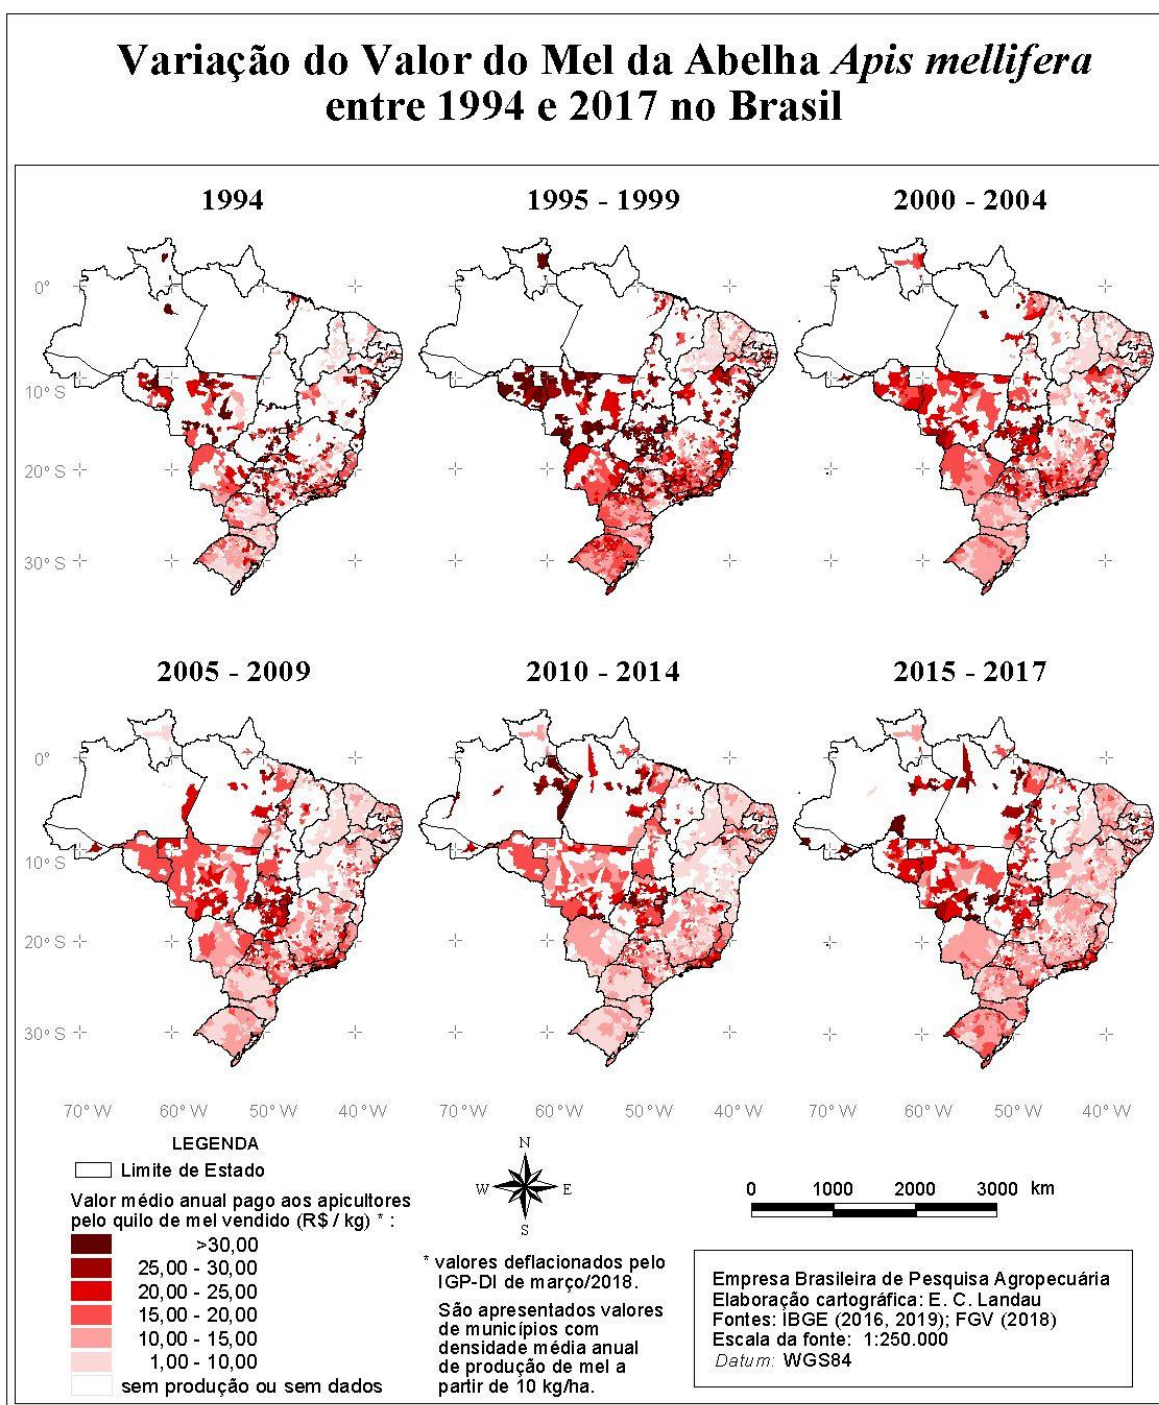 Variação do Valor do Mel da Abelha Apis mellifera
entre 1994 e 2017 no Brasil
1994
1995 - 1999
2000 - 2004
0°
10° S
20° S
30° S
2005 - 2009
2010 - 2014
2015 - 2017
0°
10° S
20° S
30° S
70° W 60° W 50° W 40° W 70° W 60° W 50° W 40° W 70° W 60° W 50° W 40° W
LEGENDA
Limite de Estado
Valor médio anual pago aos apicultores
pelo quilo de mel vendido (R$ / kg) * :
>30,00
25,00 - 30,00
20,00 - 25,00
15,00 - 20,00
10,00 - 15,00
1,00 - 10,00
sem produção ou sem dados
N
W E
S
* valores deflacionados pelo
IGP-DI de março/2018.
São apresentados valores
de municípios com
densidade média anual
de produção de mel a
partir de 10 kg/ha.
0 1000 2000 3000 km
Empresa Brasileira de Pesquisa Agropecuária
Elaboração cartográfica: E. C. Landau
Fontes: IBGE (2016, 2019); FGV (2018)
Escala da fonte: 1:250.000
Datum: WGS84